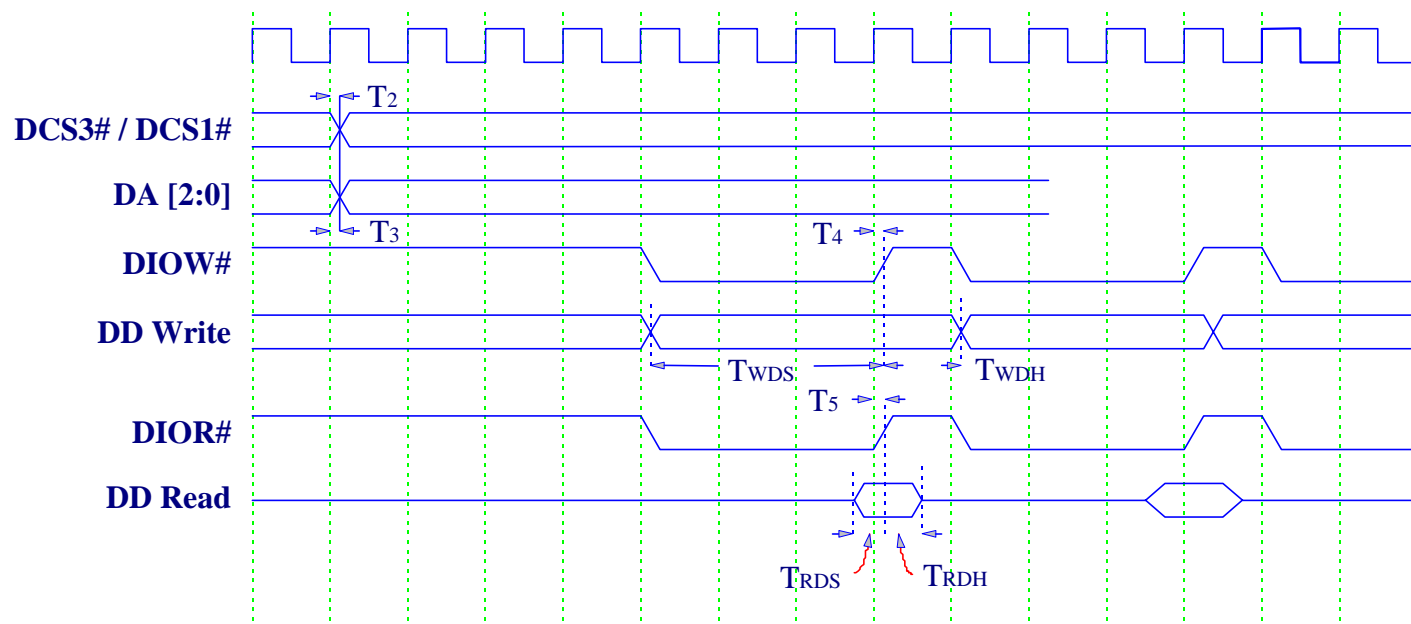 T2
DCS3# / DCS1#
DA [2:0]
T3
T4
DIOW#
DD Write
TWDS
TWDH
T5
DIOR#
DD Read
TRDS
TRDH